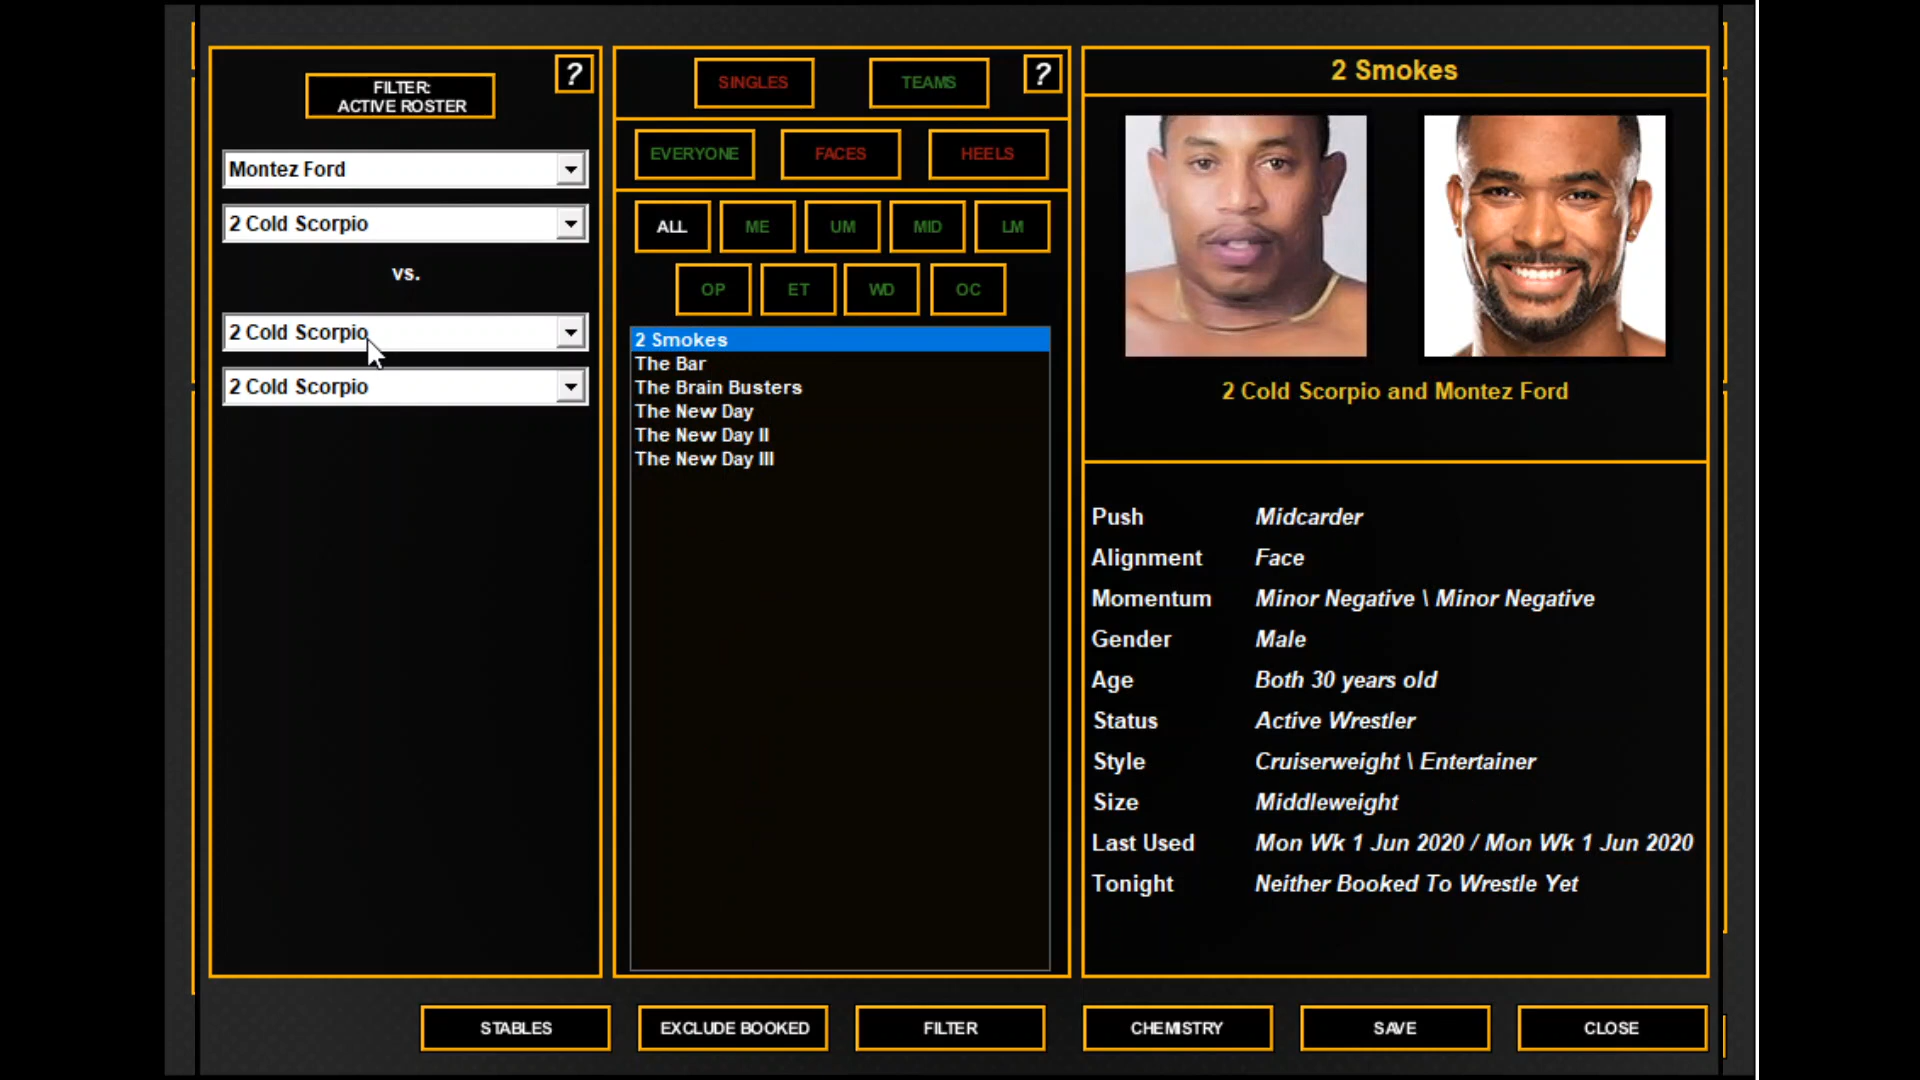 FILTER:
ACTIVE ROSTER
?
Montez Ford
2 Cold Scorpio
vs.
2 Cold Scorpio
2 Cold Scorpio
SINGLES
TEAMS
?
EVERYONE
FACES
HEELS
ALL
ME
UM
MID
LM
OP
ET
WD
OC
2 Smokes
The Bar
The Brain Busters
The New Day
The New Day II
The New Day III
2 Smokes
2 Cold Scorpio and Montez Ford
Push Midcarder
Alignment Face
Momentum Minor Negative \ Minor Negative
Gender Male
Age Both 30 years old
Status Active Wrestler
Style Cruiserweight \ Entertainer
Size Middleweight
Last Used Mon Wk 1 Jun 2020 / Mon Wk 1 Jun 2020
Tonight Neither Booked To Wrestle Yet
STABLES
EXCLUDE BOOKED
FILTER
CHEMISTRY
SAVE
CLOSE